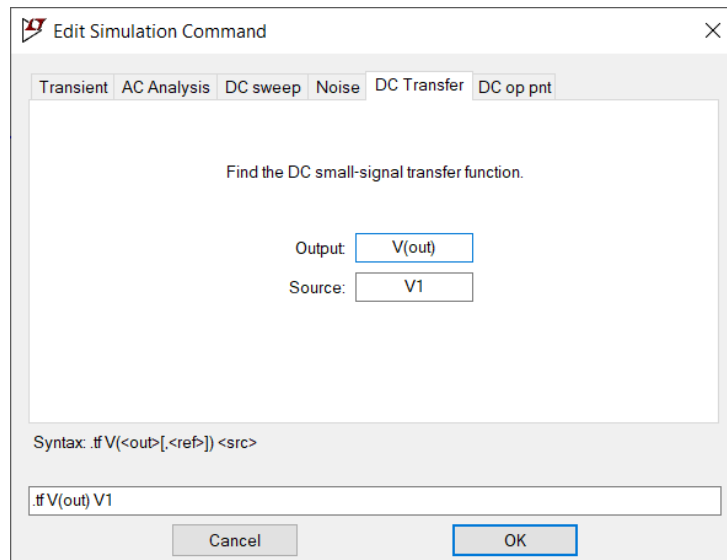 Edit Simulation Command
Transient AC Analysis DC sweep Noise DC Transfer DC op pnt
Find the DC small-signal transfer function.
Output: V(out)
Source: V1
Syntax: .tf V(<out>[,<ref>]) <src>
.tf V(out) V1
Cancel OK